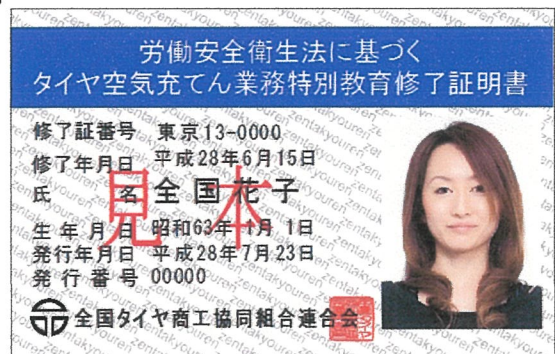 労働安全衛生法に基づく
タイヤ空気充てん業務特別教育修了証明書
修了証番号 東京13-0000
修了年月日 平成28年6月15日
氏名 全国花子
見本
生年月日 昭和63年1月1日
発行年月日 平成28年7月23日
発行番号 00000
全国タイヤ商工協同組合連合会
zentakyouren